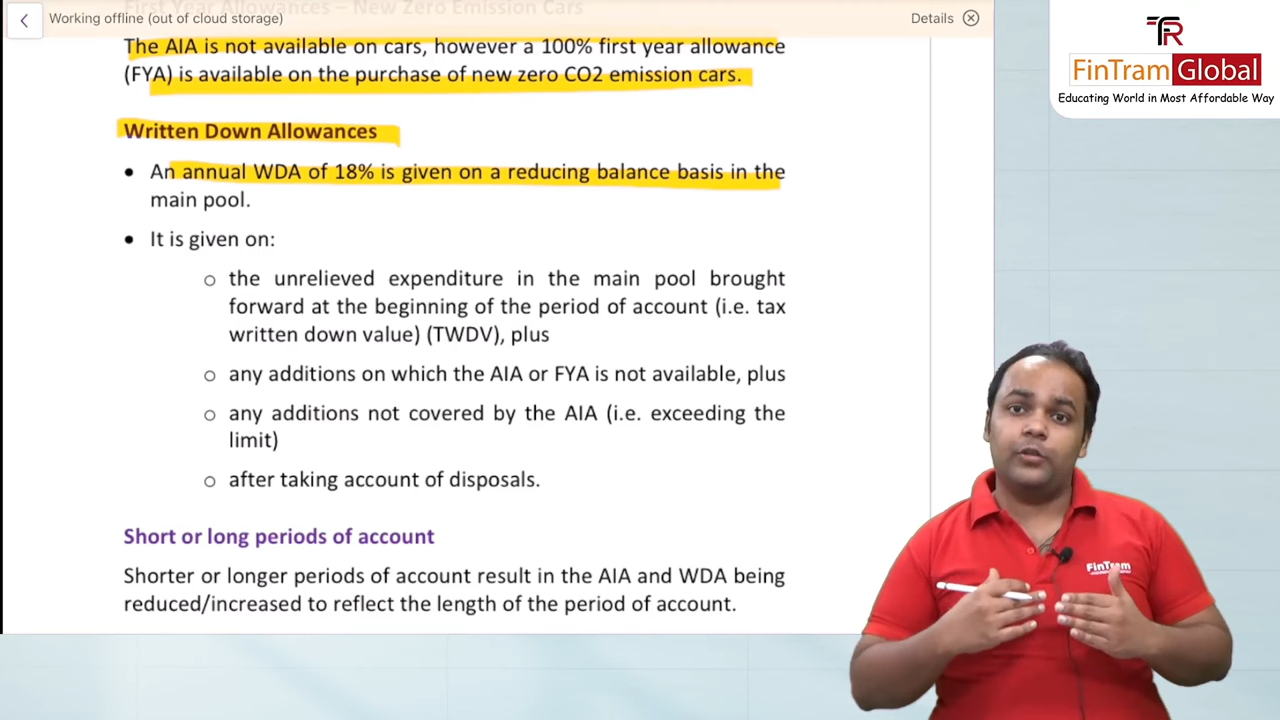 First Year Allowances – New Zero Emission Cars
Working offline (out of cloud storage)
Details
The AIA is not available on cars, however a 100% first year allowance
(FYA) is available on the purchase of new zero CO2 emission cars.
Written Down Allowances
• An annual WDA of 18% is given on a reducing balance basis in the
main pool.
• It is given on:
o the unrelieved expenditure in the main pool brought
forward at the beginning of the period of account (i.e. tax
written down value) (TWDV), plus
o any additions on which the AIA or FYA is not available, plus
o any additions not covered by the AIA (i.e. exceeding the
limit)
o after taking account of disposals.
Short or long periods of account
Shorter or longer periods of account result in the AIA and WDA being
reduced/increased to reflect the length of the period of account.
FinTram Global
Educating World in Most Affordable Way
FinTram